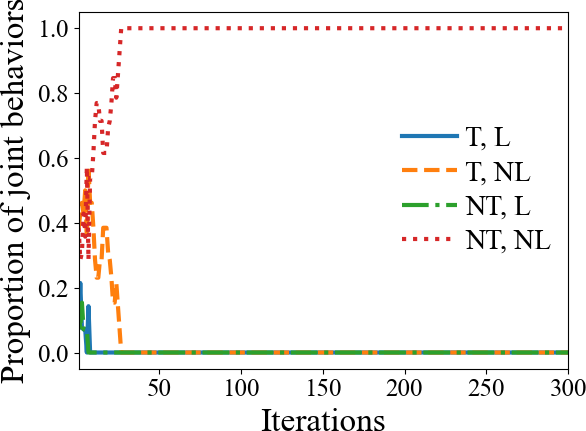 Proportion of joint behaviors
1.0
0.8
0.6
0.4
0.2
0.0
T, L
T, NL
NT, L
NT, NL
50
100
150
200
250
300
Iterations